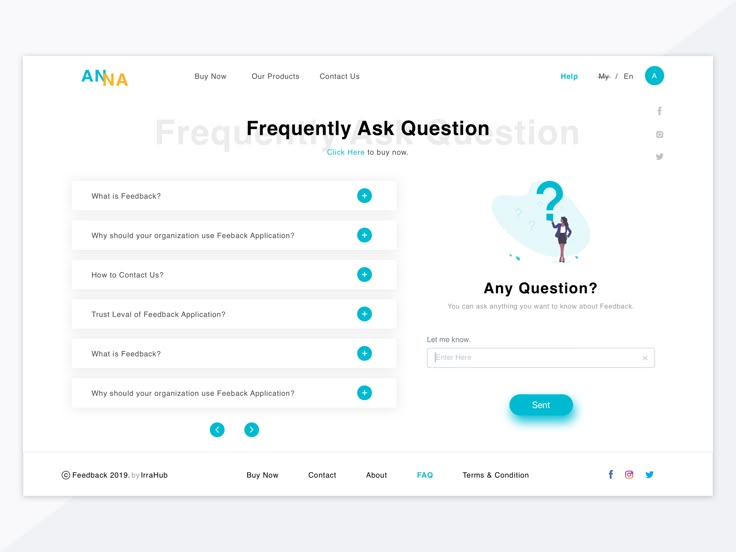 ANNA
Buy Now Our Products Contact Us Help My / En A
Frequently Ask Question
Frequently Ask Question
Click Here to buy now.
What is Feedback?
Why should your organization use Feeback Application?
How to Contact Us?
Trust Leval of Feedback Application?
What is Feedback?
Why should your organization use Feeback Application?
?
? ?
Any Question?
You can ask anything you want to know about Feedback.
Let me know.
Enter Here
Sent
© Feedback 2019. by IrraHub Buy Now Contact About FAQ Terms & Condition